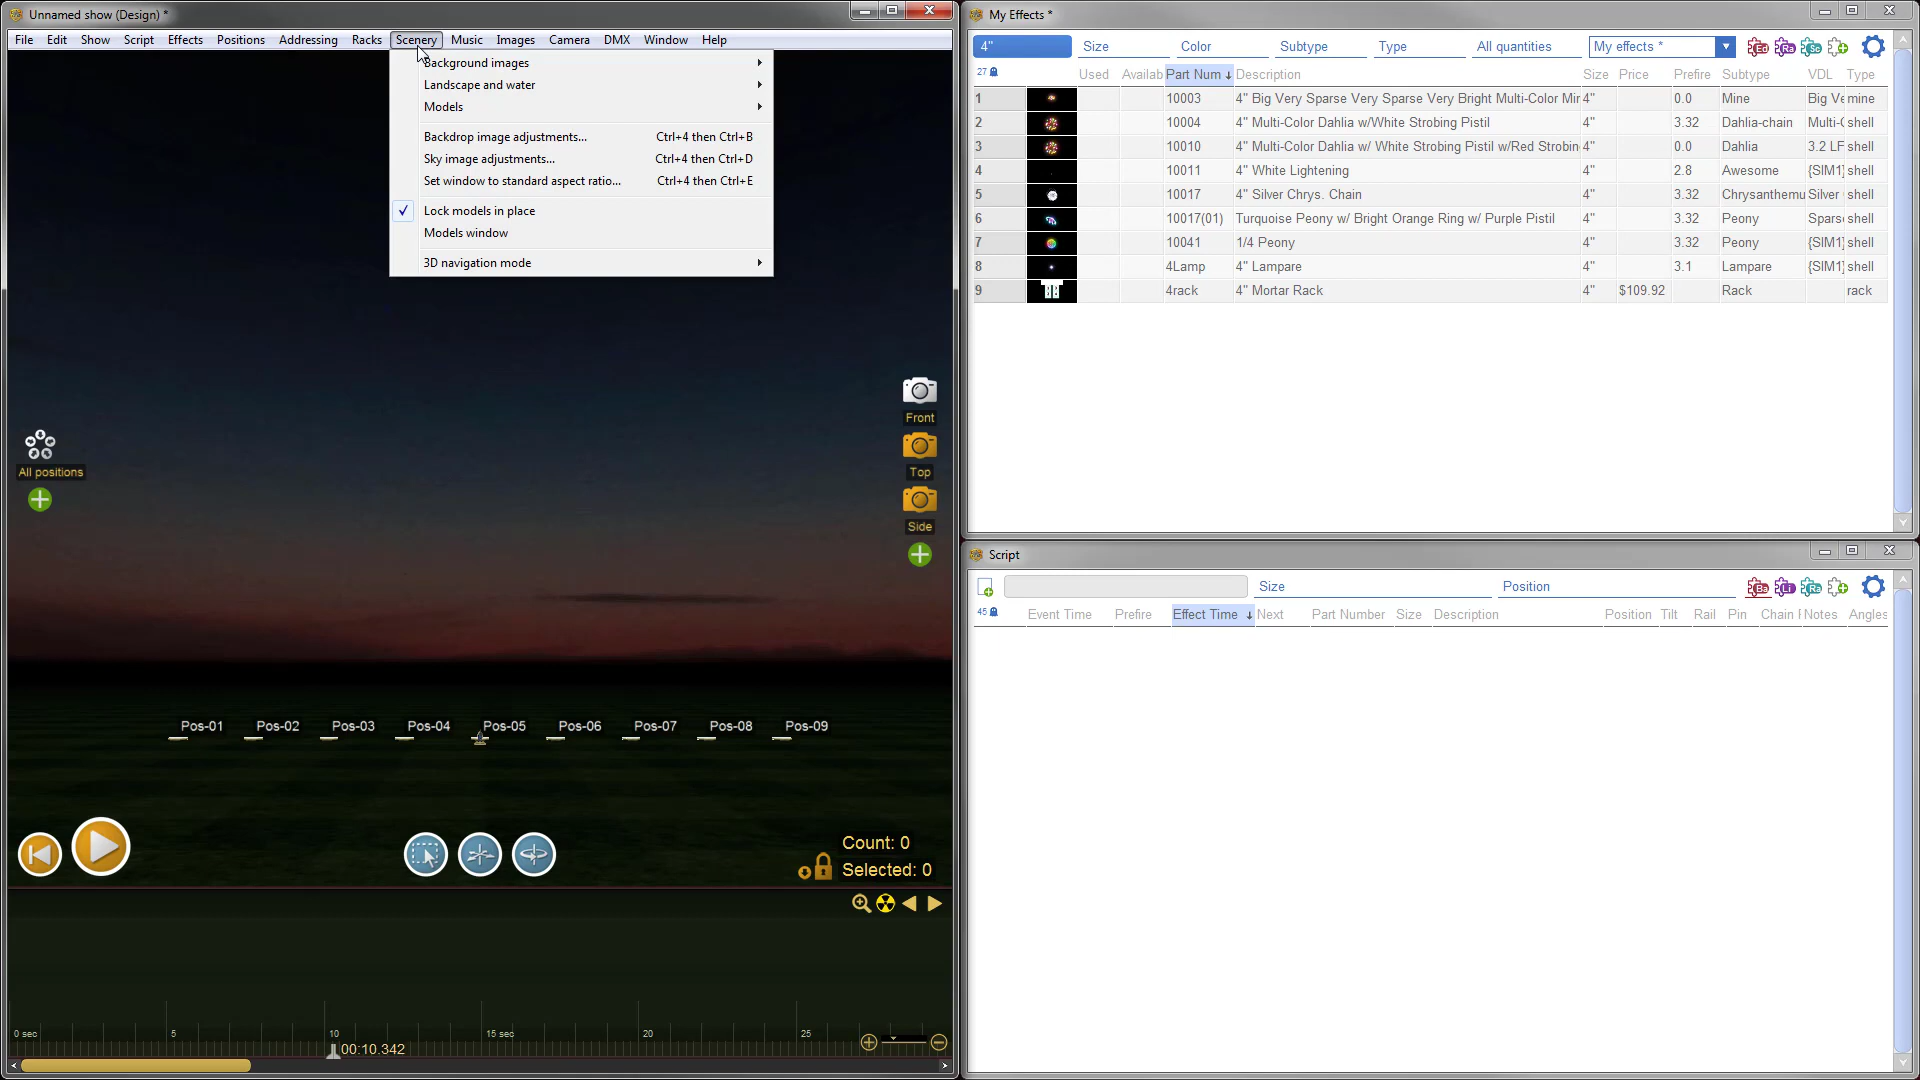 Unnamed show (Design) *
File Edit Show Script Effects Positions Addressing Racks Scenery Music Images Camera DMX Window Help
Background images
Landscape and water
Models
Backdrop image adjustments... Ctrl+4 then Ctrl+B
Sky image adjustments... Ctrl+4 then Ctrl+D
Set window to standard aspect ratio... Ctrl+4 then Ctrl+E
Lock models in place
Models window
3D navigation mode
All positions
Front
Top
Side
Pos-01 Pos-02 Pos-03 Pos-04 Pos-05 Pos-06 Pos-07 Pos-08 Pos-09
Count: 0
Selected: 0
0 sec 5 10 15 sec 20 25
00:10.342
My Effects *
4" Size Color Subtype Type All quantities My effects *
27 Used Availab Part Num Description Size Price Prefire Subtype VDL Type
1 10003 4" Big Very Sparse Very Sparse Very Bright Multi-Color Mir 4" 0.0 Mine Big Ve mine
2 10004 4" Multi-Color Dahlia w/White Strobing Pistil 4" 3.32 Dahlia-chain Multi-C shell
3 10010 4" Multi-Color Dahlia w/ White Strobing Pistil w/Red Strobin 4" 0.0 Dahlia 3.2 LF shell
4 10011 4" White Lightening 4" 2.8 Awesome {SIM1} shell
5 10017 4" Silver Chrys. Chain 4" 3.32 Chrysanthemu Silver shell
6 10017(01) Turquoise Peony w/ Bright Orange Ring w/ Purple Pistil 4" 3.32 Peony Spars shell
7 10041 1/4 Peony 4" 3.32 Peony {SIM1} shell
8 4Lamp 4" Lampare 4" 3.1 Lampare {SIM1} shell
9 4rack 4" Mortar Rack 4" $109.92 Rack rack
Script
Size Position
45 Event Time Prefire Effect Time Next Part Number Size Description Position Tilt Rail Pin Chain Notes Angles